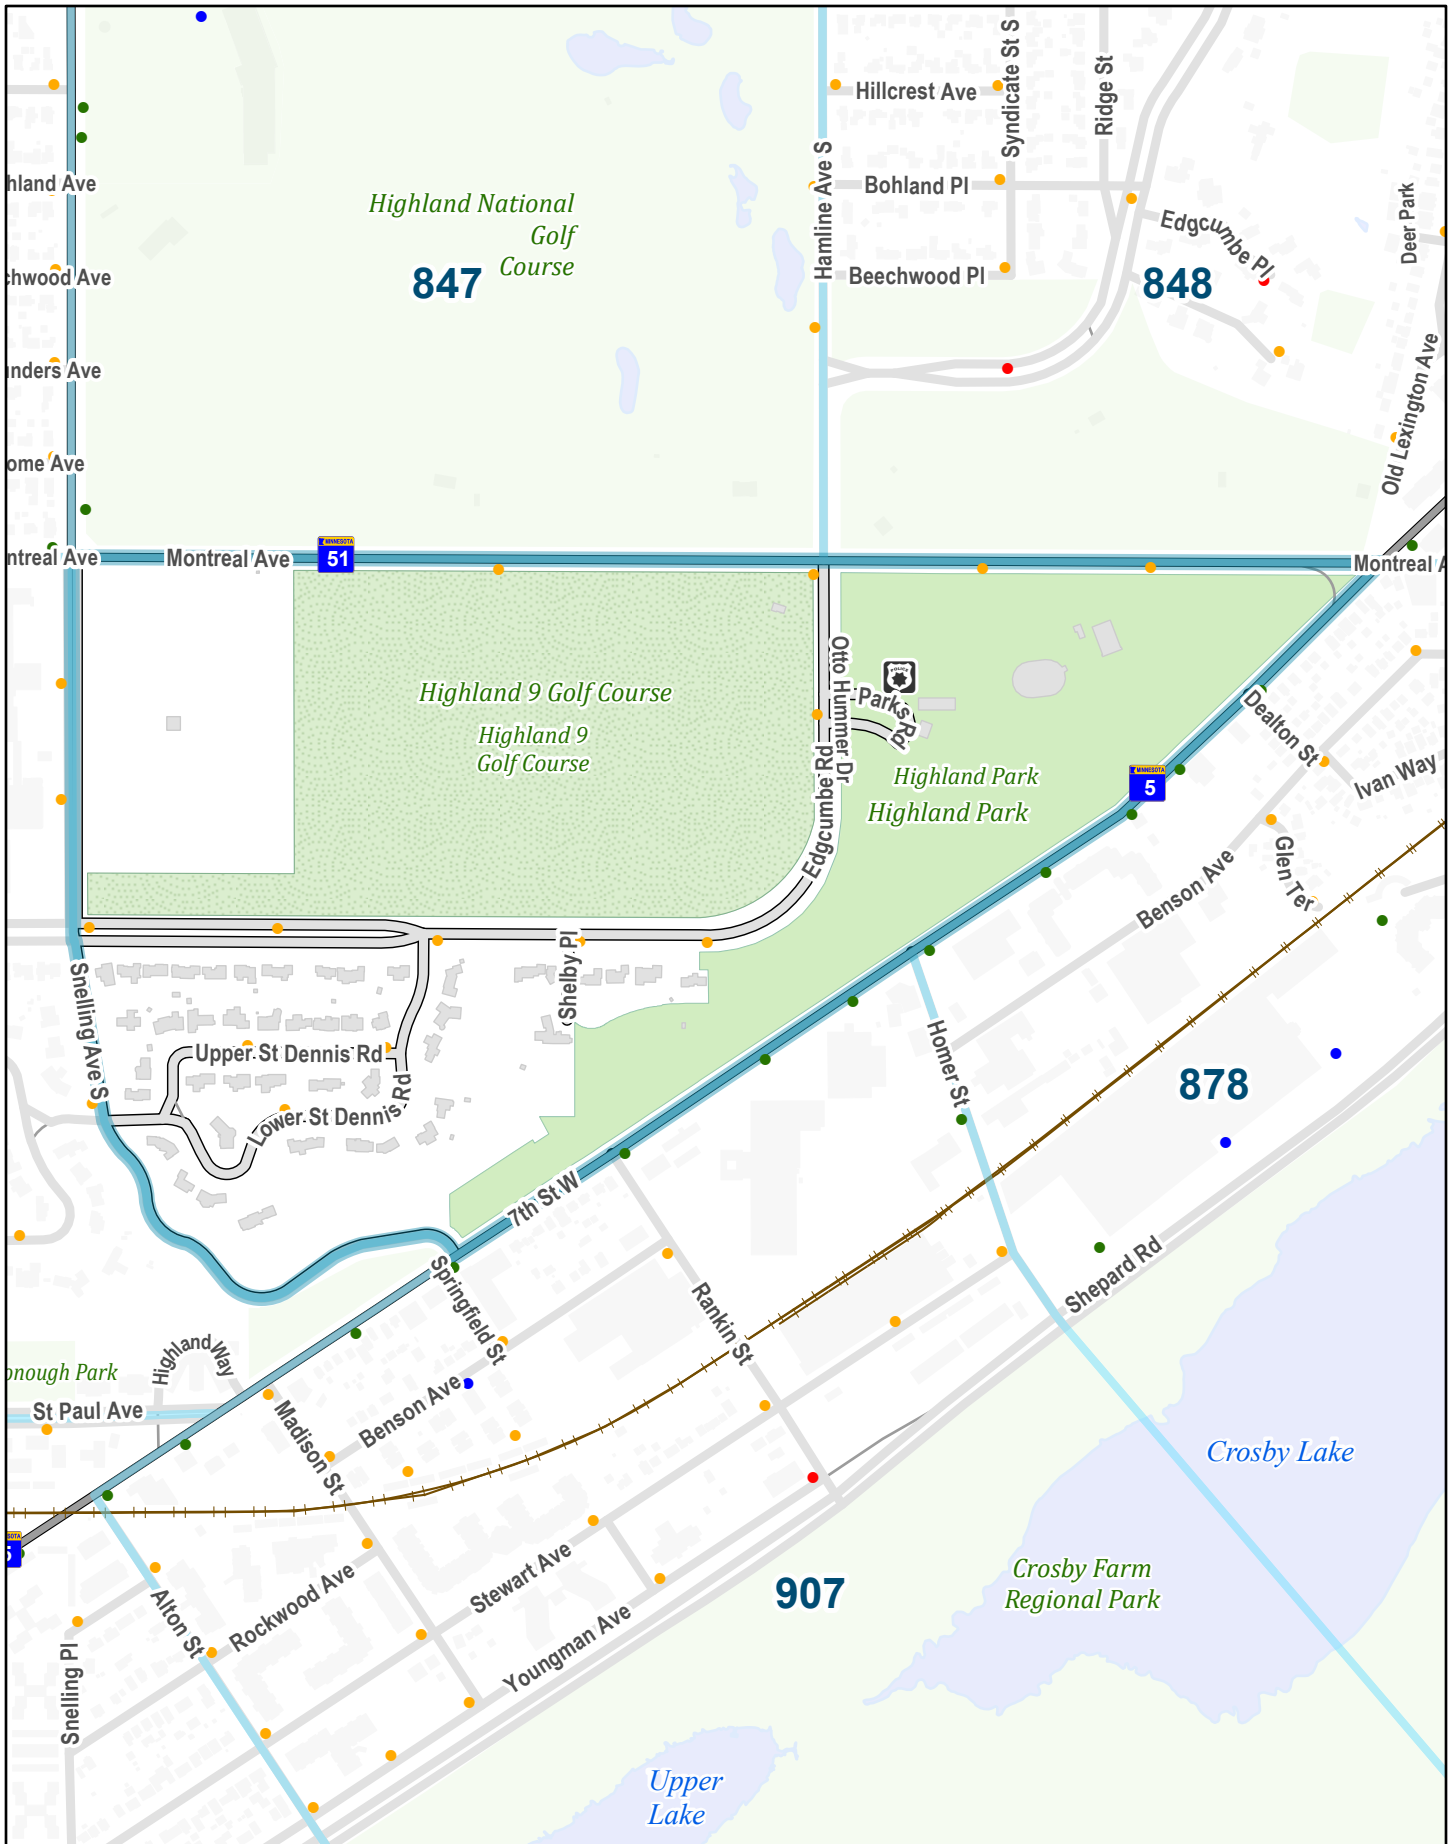 Hillcrest Ave
Syndicate St S
Ridge St
hland Ave
Highland National
Golf
Course
847
Hamline Ave S
Bohland Pl
Edgcumbe Pl
Deer Park
chwood Ave
Beechwood Pl
848
nders Ave
Old Lexington Ave
ome Ave
ntreal Ave
Montreal Ave
MINNESOTA
51
Montreal A
Highland 9 Golf Course
Highland 9
Golf Course
Otto Hummer Dr
POLICE
Parks Rd
Edgcumbe Rd
Highland Park
Highland Park
MINNESOTA
5
Dealton St
Ivan Way
Glen Ter
Benson Ave
Snelling Ave S
Shelby Pl
Upper St Dennis Rd
Lower St Dennis Rd
Homer St
878
7th St W
Springfield St
Rankin St
Shepard Rd
Highland Way
onough Park
St Paul Ave
Madison St
Benson Ave
Crosby Lake
SOTA
5
Alton St
Rockwood Ave
Stewart Ave
Youngman Ave
907
Crosby Farm
Regional Park
Snelling Pl
Upper
Lake